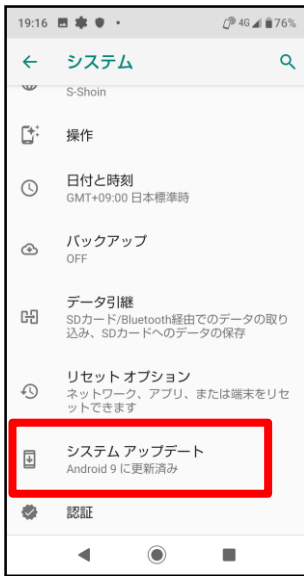 19:16 4G 76%
システム
S-Shoin
操作
日付と時刻
GMT+09:00 日本標準時
バックアップ
OFF
データ引継
SDカード/Bluetooth経由でのデータの取り
込み、SDカードへのデータの保存
リセット オプション
ネットワーク、アプリ、または端末をリセ
ットできます
システム アップデート
Android 9 に更新済み
認証